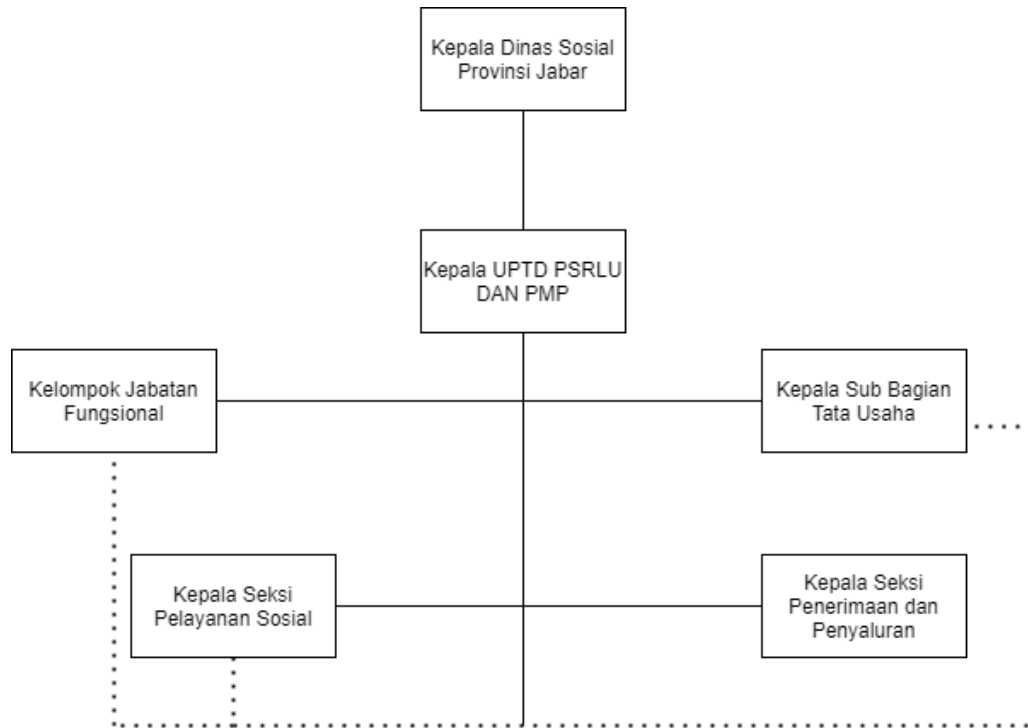 Kepala Dinas Sosial
Provinsi Jabar
Kepala UPTD PSRLU
DAN PMP
Kelompok Jabatan
Fungsional
Kepala Sub Bagian
Tata Usaha
Kepala Seksi
Pelayanan Sosial
Kepala Seksi
Penerimaan dan
Penyaluran